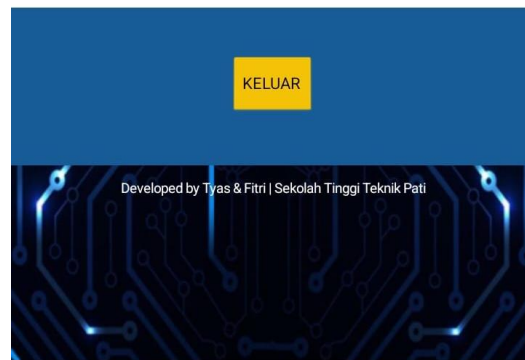 KELUAR
Developed by Tyas & Fitri | Sekolah Tinggi Teknik Pati